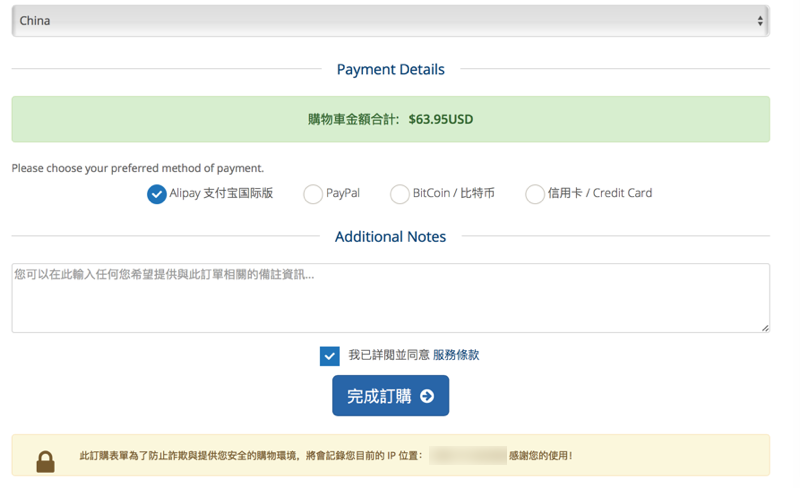 China
Payment Details
購物車金額合計： $63.95USD
Please choose your preferred method of payment.
Alipay 支付宝国际版 PayPal BitCoin / 比特币 信用卡 / Credit Card
Additional Notes
您可以在此輸入任何您希望提供與此訂單相關的備註資訊...
我已詳閱並同意 服務條款
完成訂購
此訂購表單為了防止詐欺與提供您安全的購物環境，將會記錄您目前的 IP 位置： 感謝您的使用！